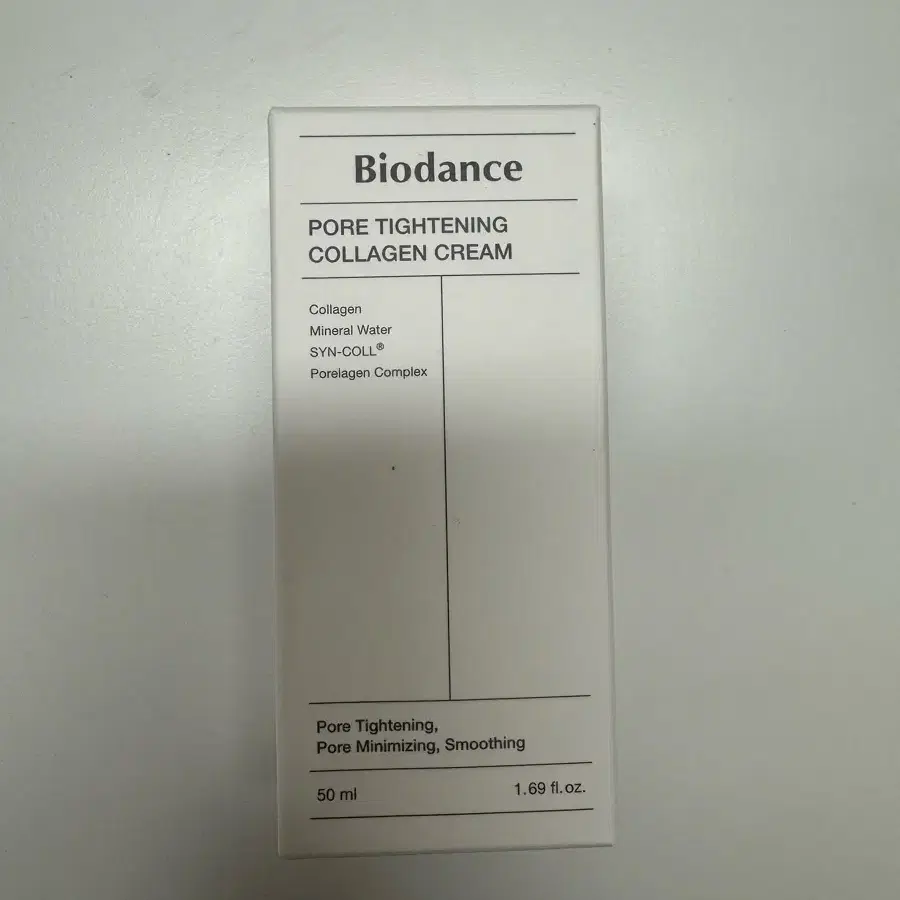 Biodance
PORE TIGHTENING
COLLAGEN CREAM
Collagen
Mineral Water
SYN-COLL®
Porelagen Complex
Pore Tightening,
Pore Minimizing, Smoothing
50 ml 1.69 fl.oz.